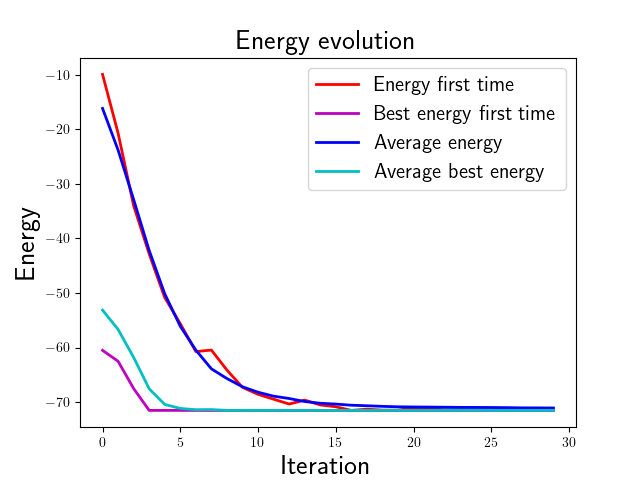 Energy evolution
Energy first time
Best energy first time
Average energy
Average best energy
Energy
−10
−20
−30
−40
−50
−60
−70
0 5 10 15 20 25 30
Iteration